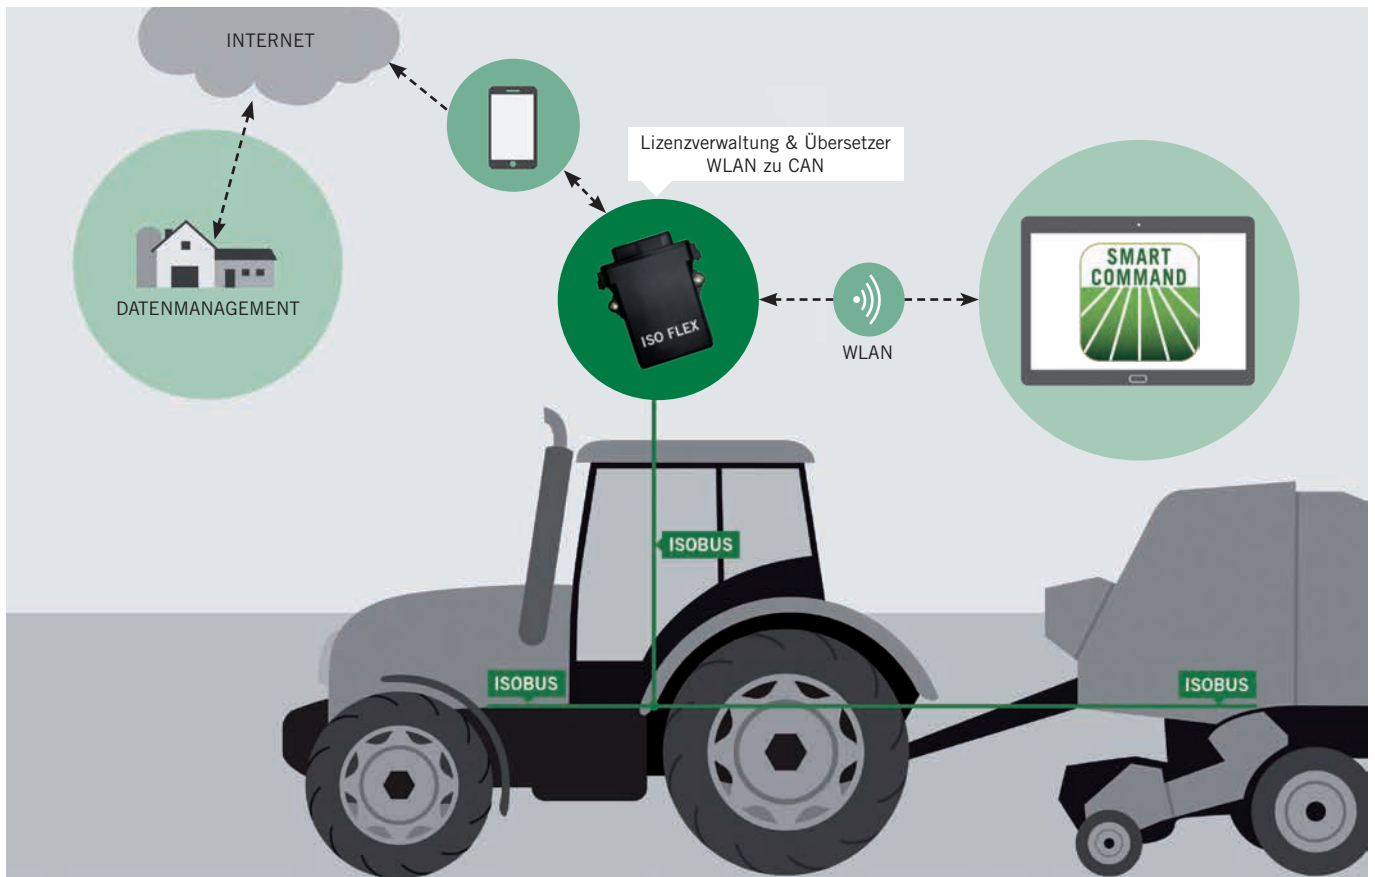 INTERNET
Lizenzverwaltung & Übersetzer
WLAN zu CAN
SMART
COMMAND
DATENMANAGEMENT
ISO FLEX
WLAN
ISOBUS
ISOBUS
ISOBUS